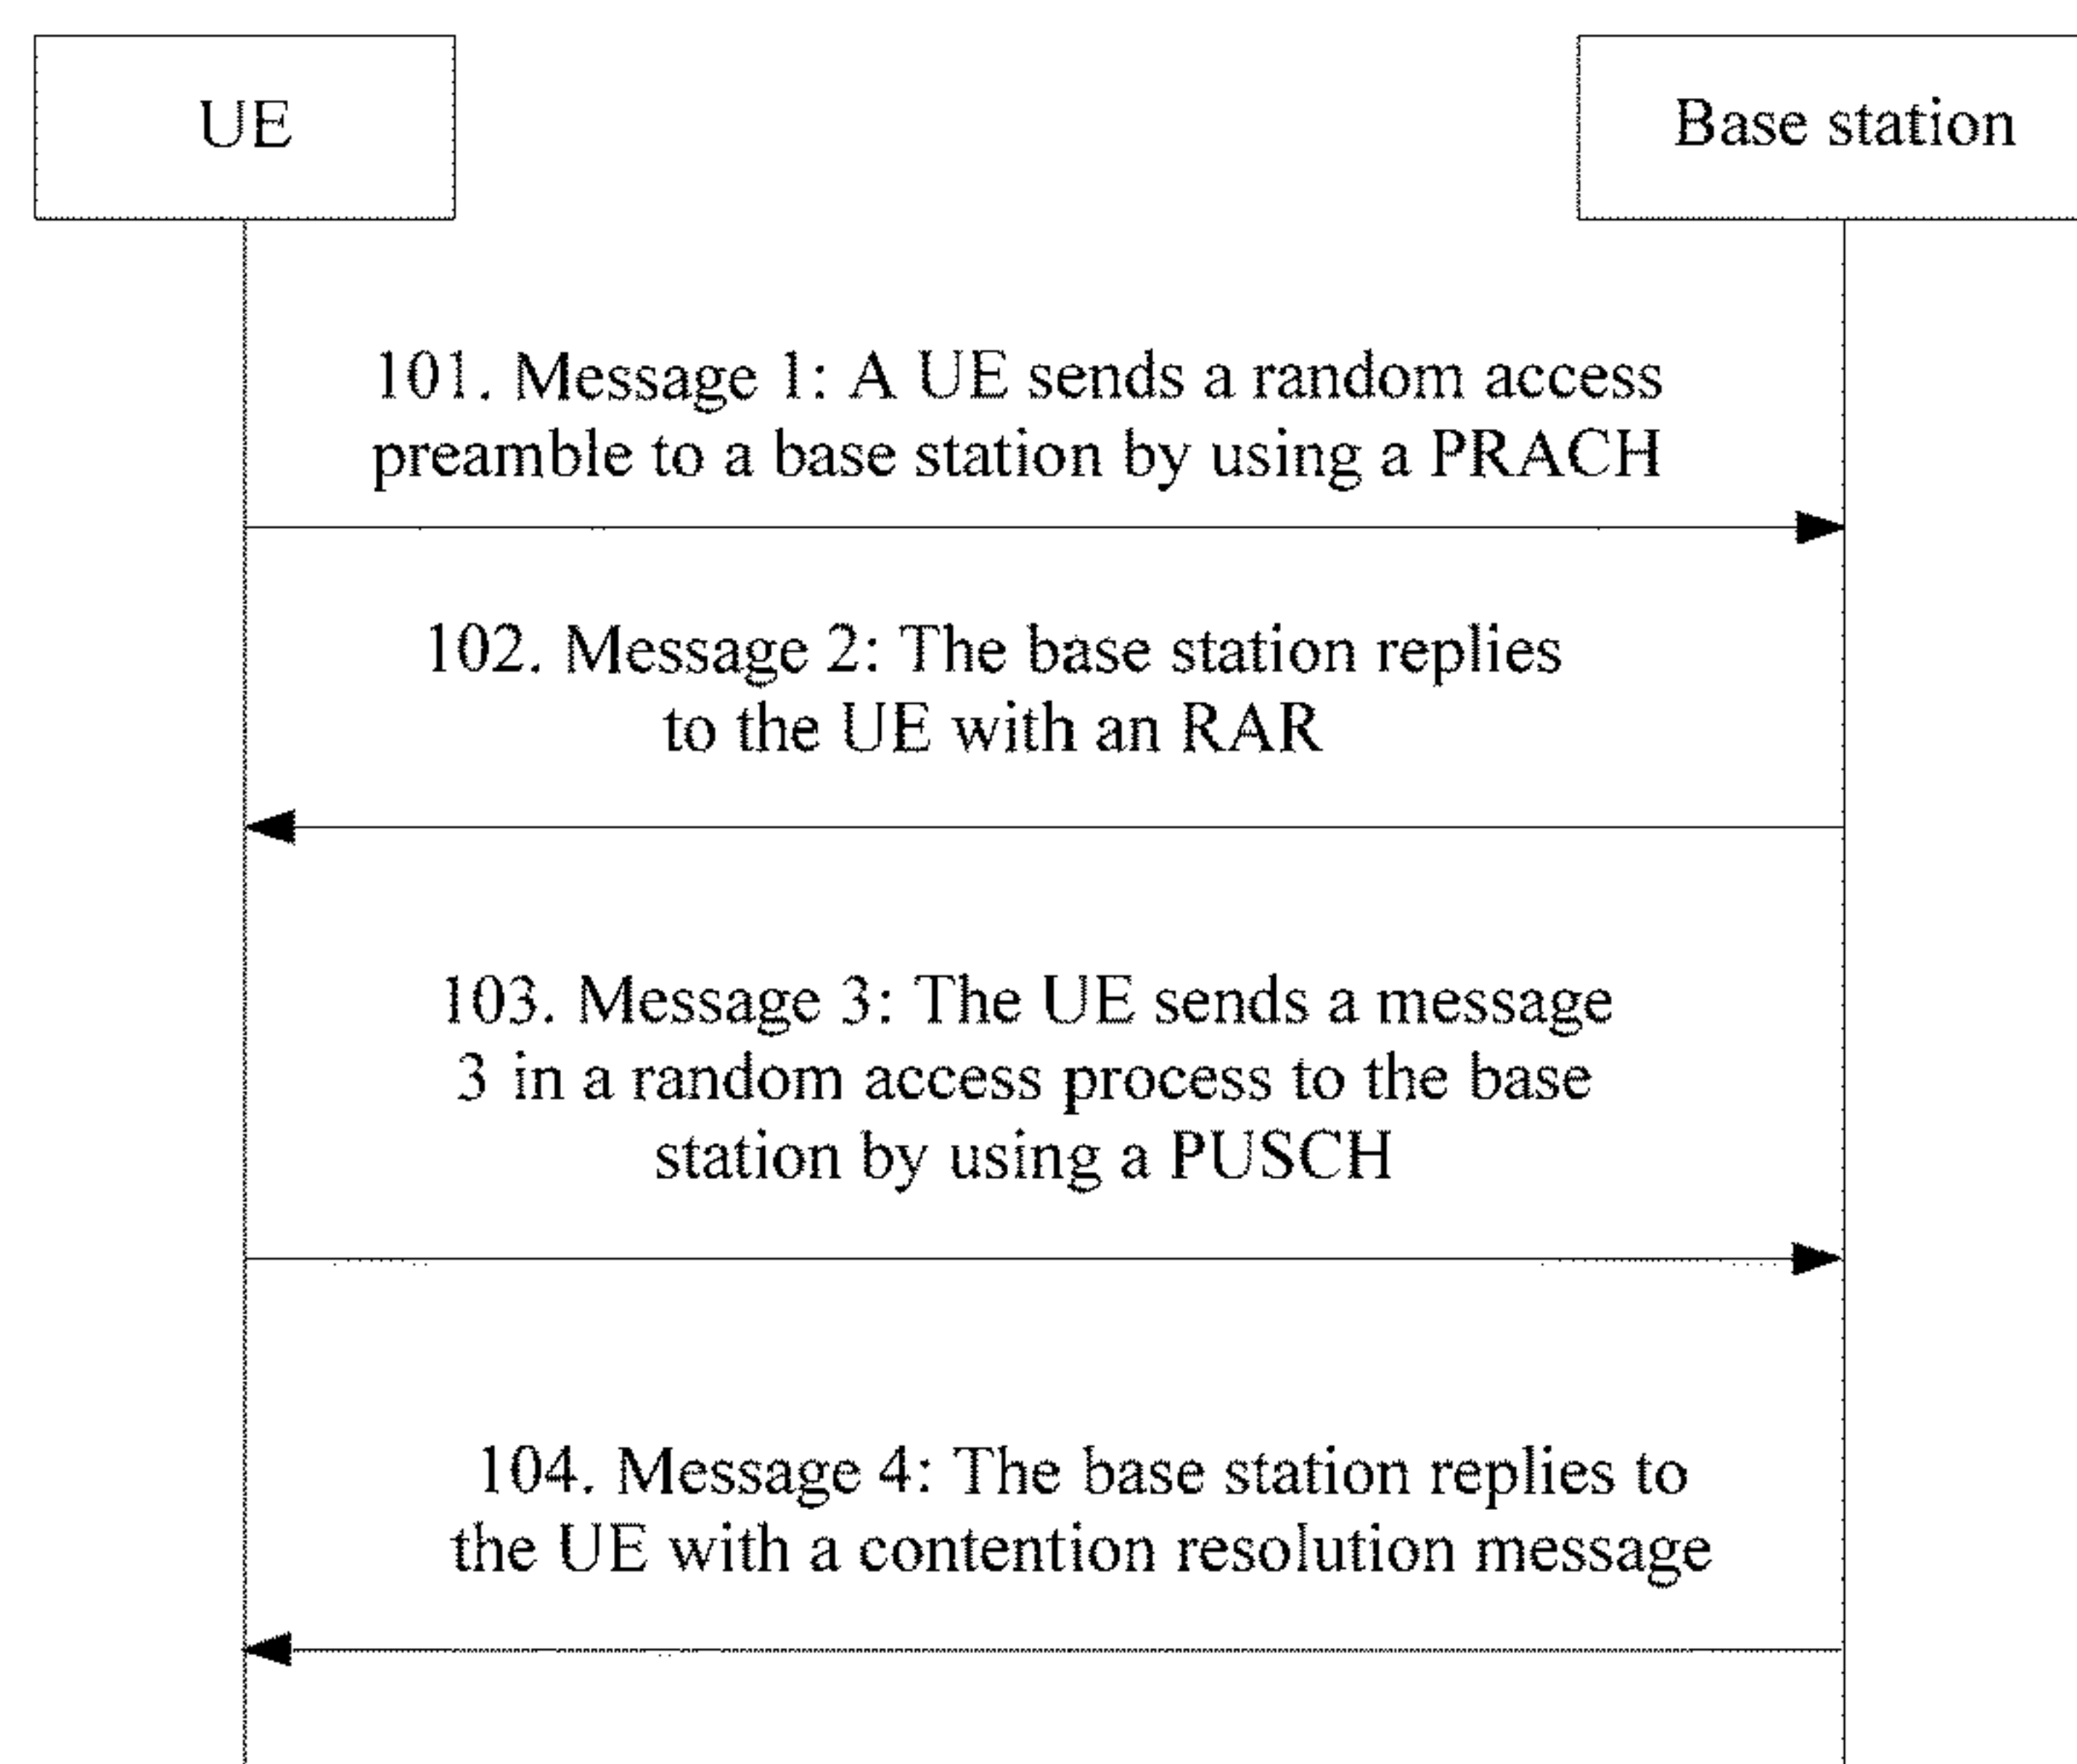 UE
Base station
101. Message 1: A UE sends a random access
preamble to a base station by using a PRACH
102. Message 2: The base station replies
to the UE with an RAR
103. Message 3: The UE sends a message
3 in a random access process to the base
station by using a PUSCH
104. Message 4: The base station replies to
the UE with a contention resolution message